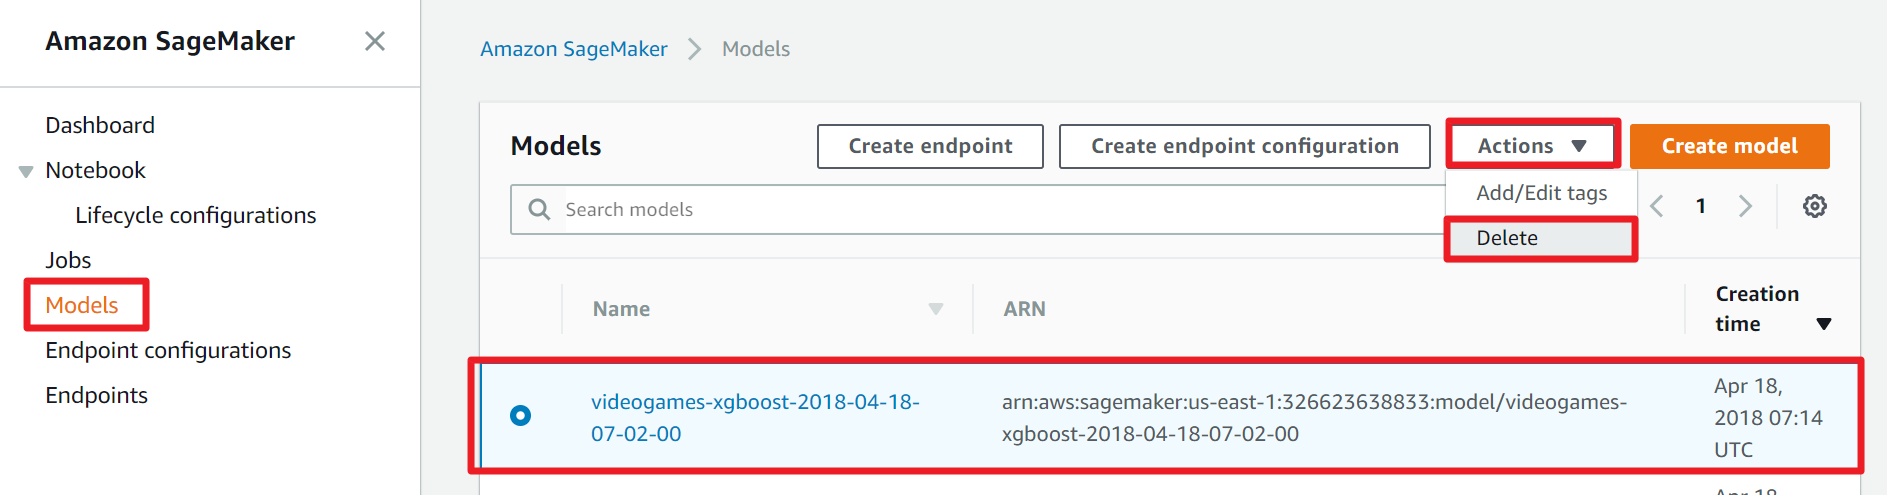 Amazon SageMaker
Dashboard
Notebook
Lifecycle configurations
Jobs
Models
Endpoint configurations
Endpoints
Amazon SageMaker Models
Models
Create endpoint
Create endpoint configuration
Actions
Create model
Search models
Add/Edit tags
Delete
1
Name
ARN
Creation
time
videogames-xgboost-2018-04-18-
07-02-00
arn:aws:sagemaker:us-east-1:326623638833:model/videogames-
xgboost-2018-04-18-07-02-00
Apr 18,
2018 07:14
UTC
Apr 18,